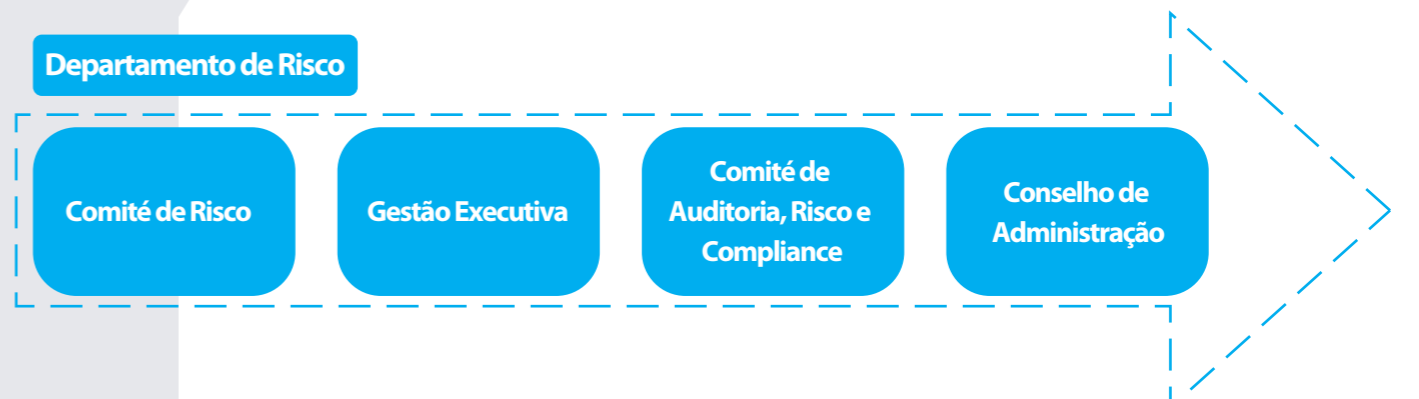 Departamento de Risco
Comité de Risco
Gestão Executiva
Comité de
Auditoria, Risco e
Compliance
Conselho de
Administração